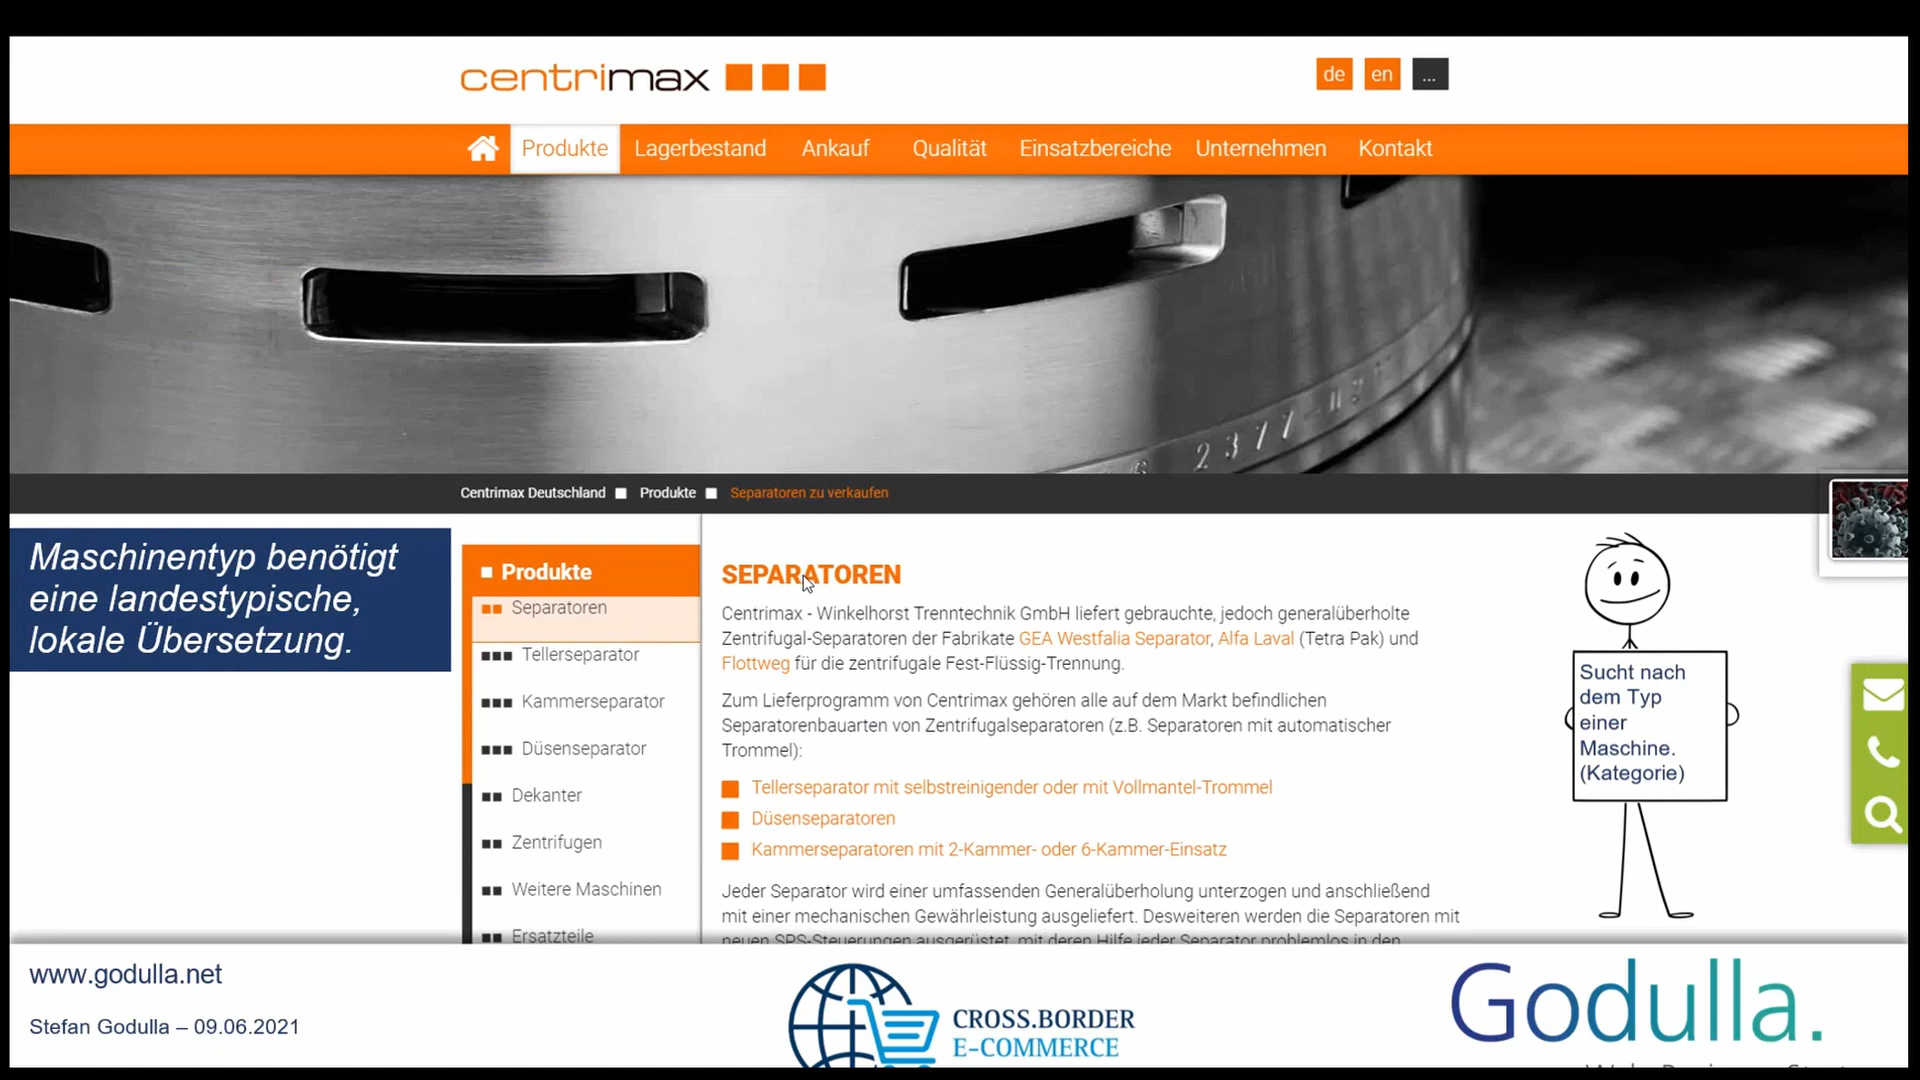 centrimax
de en ...
Produkte Lagerbestand Ankauf Qualität Einsatzbereiche Unternehmen Kontakt
2377-
Centrimax Deutschland Produkte Separatoren zu verkaufen
Maschinentyp benötigt
eine landestypische,
lokale Übersetzung.
Produkte
Separatoren
Tellerseparator
Kammerseparator
Düsenseparator
Dekanter
Zentrifugen
Weitere Maschinen
Ersatzteile
SEPARATOREN
Centrimax - Winkelhorst Trenntechnik GmbH liefert gebrauchte, jedoch generalüberholte
Zentrifugal-Separatoren der Fabrikate GEA Westfalia Separator, Alfa Laval (Tetra Pak) und
Flottweg für die zentrifugale Fest-Flüssig-Trennung.
Zum Lieferprogramm von Centrimax gehören alle auf dem Markt befindlichen
Separatorenbauarten von Zentrifugalseparatoren (z.B. Separatoren mit automatischer
Trommel):
Tellerseparator mit selbstreinigender oder mit Vollmantel-Trommel
Düsenseparatoren
Kammerseparatoren mit 2-Kammer- oder 6-Kammer-Einsatz
Jeder Separator wird einer umfassenden Generalüberholung unterzogen und anschließend
mit einer mechanischen Gewährleistung ausgeliefert. Desweiteren werden die Separatoren mit
neuen SPS-Steuerungen ausgerüstet, mit deren Hilfe jeder Separator problemlos in den
Sucht nach
dem Typ
einer
Maschine.
(Kategorie)
www.godulla.net
Stefan Godulla – 09.06.2021
CROSS.BORDER
E-COMMERCE
Godulla.